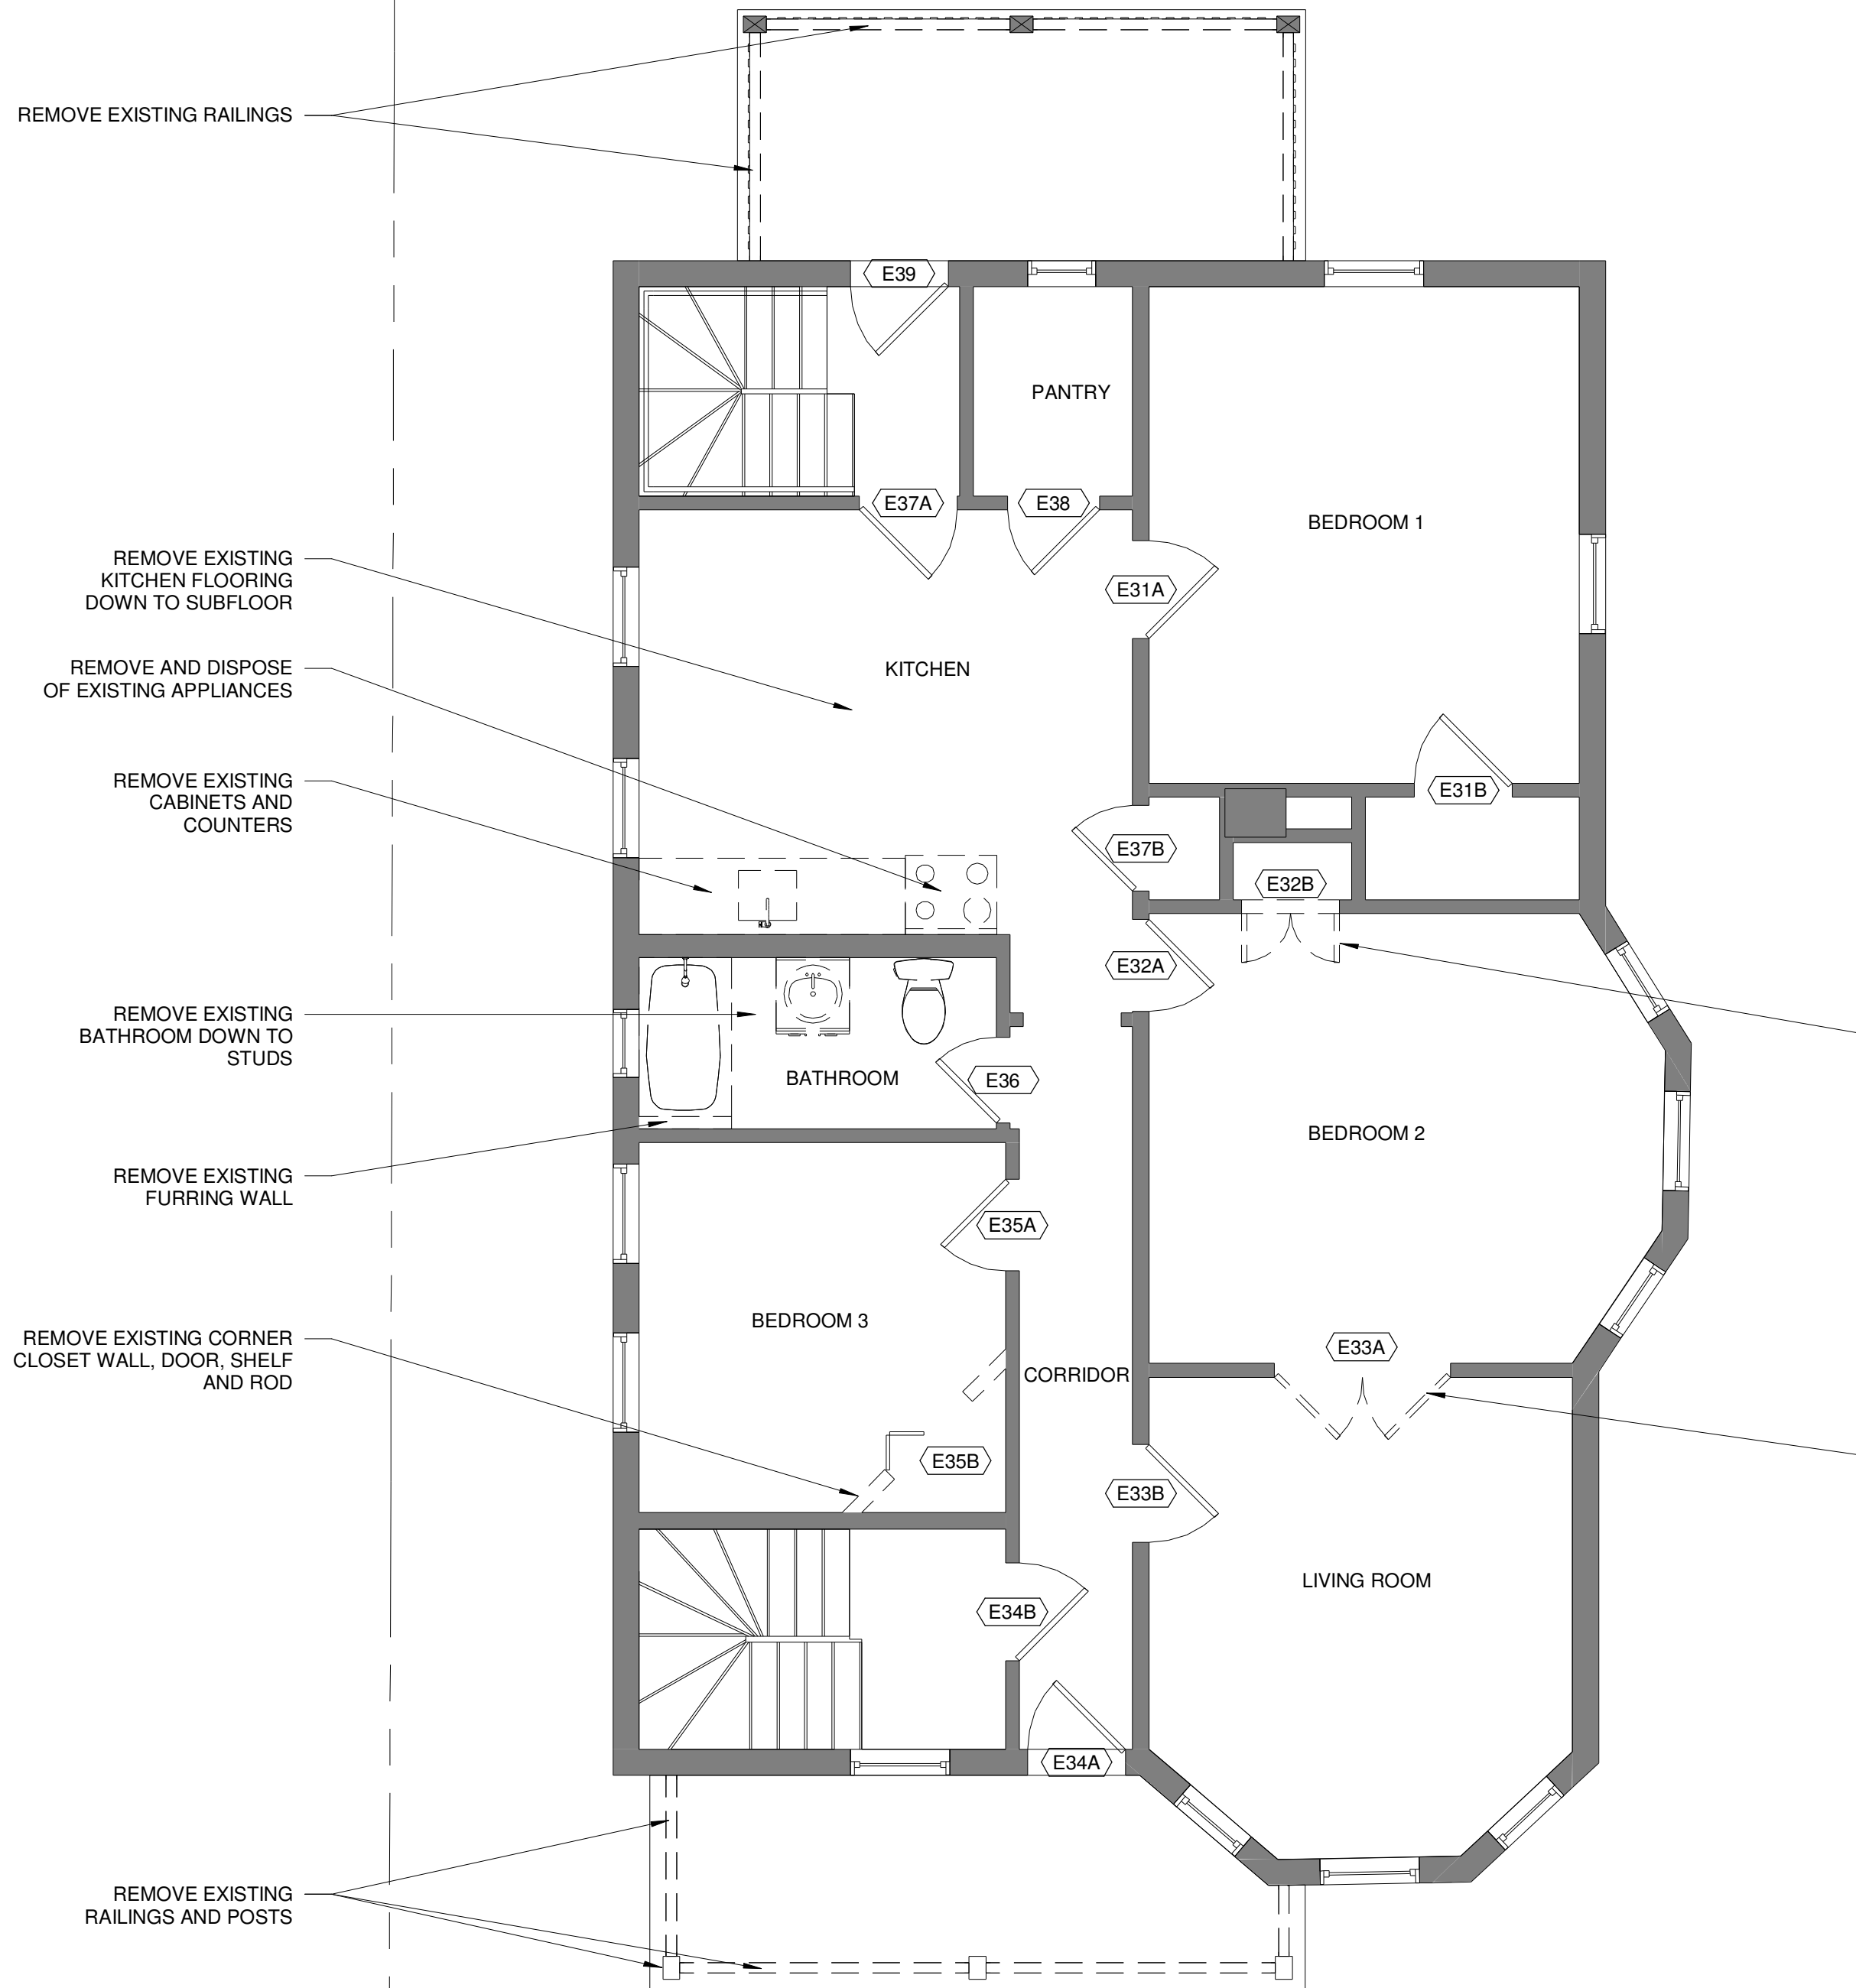 REMOVE EXISTING RAILINGS
E39
PANTRY
E37A
E38
BEDROOM 1
REMOVE EXISTING
KITCHEN FLOORING
DOWN TO SUBFLOOR
E31A
REMOVE AND DISPOSE
OF EXISTING APPLIANCES
KITCHEN
REMOVE EXISTING
CABINETS AND
COUNTERS
E31B
E37B
E32B
E32A
REMOVE EXISTING
BATHROOM DOWN TO
STUDS
BATHROOM
E36
BEDROOM 2
REMOVE EXISTING
FURRING WALL
E35A
BEDROOM 3
REMOVE EXISTING CORNER
CLOSET WALL, DOOR, SHELF
AND ROD
E33A
CORRIDOR
E35B
E33B
LIVING ROOM
E34B
E34A
REMOVE EXISTING
RAILINGS AND POSTS